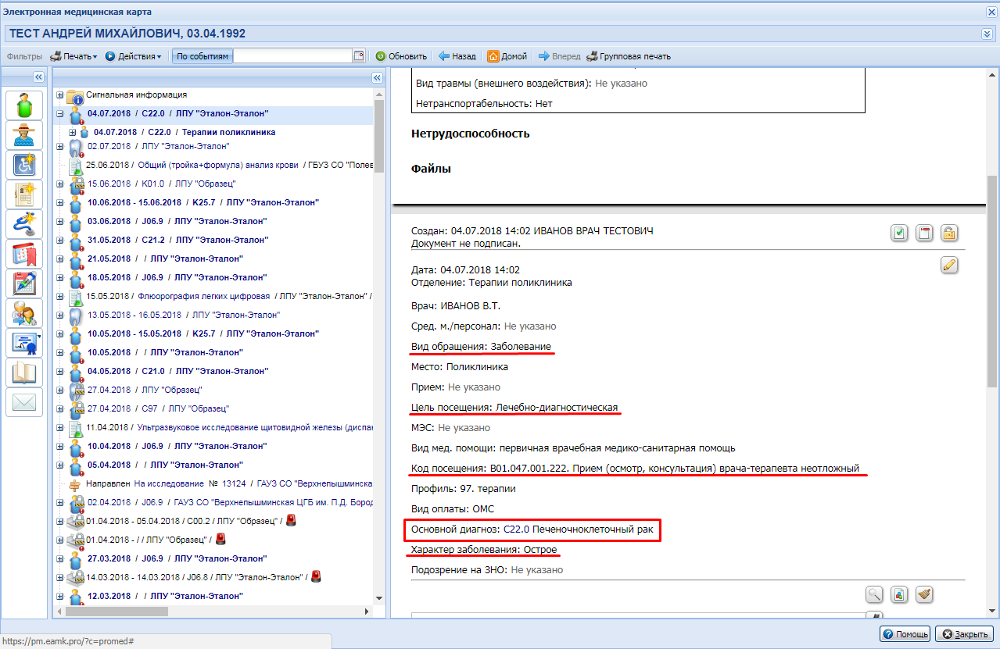 Электронная медицинская карта
ТЕСТ АНДРЕЙ МИХАЙЛОВИЧ, 03.04.1992
Фильтры Печать Действия По событиям Обновить Назад Домой Вперед Групповая печать
Сигнальная информация
04.07.2018 / C22.0 / ЛПУ "Эталон-Эталон"
04.07.2018 / C22.0 / Терапии поликлиника
02.07.2018 / ЛПУ "Эталон-Эталон"
25.06.2018 / Общий (тройка+формула) анализ крови / ГБУЗ СО "Полев
15.06.2018 / K01.0 / ЛПУ "Образец"
10.06.2018 - 15.06.2018 / K25.7 / ЛПУ "Эталон-Эталон"
03.06.2018 / J06.9 / ЛПУ "Эталон-Эталон"
31.05.2018 / C21.2 / ЛПУ "Эталон-Эталон"
21.05.2018 / / ЛПУ "Эталон-Эталон"
18.05.2018 / J06.9 / ЛПУ "Эталон-Эталон"
15.05.2018 / Флюорография легких цифровая / ЛПУ "Эталон-Эталон" /
13.05.2018 - 16.05.2018 / ЛПУ "Эталон-Эталон"
10.05.2018 - 15.05.2018 / K25.7 / ЛПУ "Эталон-Эталон"
10.05.2018 / / ЛПУ "Эталон-Эталон"
04.05.2018 / C21.0 / ЛПУ "Эталон-Эталон"
27.04.2018 / ЛПУ "Образец"
27.04.2018 / C97 / ЛПУ "Образец"
11.04.2018 / Ультразвуковое исследование щитовидной железы (диспан
10.04.2018 / J06.9 / ЛПУ "Эталон-Эталон"
05.04.2018 / / ЛПУ "Эталон-Эталон"
Направлен На исследование № 13124 / ГАУЗ СО "Верхнепышминска
02.04.2018 / J06.9 / ГАУЗ СО "Верхнепышминская ЦГБ им. П.Д. Бород
01.04.2018 - 05.04.2018 / C00.2 / ЛПУ "Образец" /
01.04.2018 - / / ЛПУ "Образец" /
27.03.2018 / J06.9 / ЛПУ "Эталон-Эталон"
14.03.2018 - 14.03.2018 / J06.8 / ЛПУ "Эталон-Эталон" /
12.03.2018 / / ЛПУ "Эталон-Эталон"
Вид травмы (внешнего воздействия): Не указано
Нетранспортабельность: Нет
Нетрудоспособность
Файлы
Создан: 04.07.2018 14:02 ИВАНОВ ВРАЧ ТЕСТОВИЧ
Документ не подписан.
Дата: 04.07.2018 14:02
Отделение: Терапии поликлиника
Врач: ИВАНОВ В.Т.
Сред. м./персонал: Не указано
Вид обращения: Заболевание
Место: Поликлиника
Прием: Не указано
Цель посещения: Лечебно-диагностическая
МЭС: Не указано
Вид мед. помощи: первичная врачебная медико-санитарная помощь
Код посещения: B01.047.001.222. Прием (осмотр, консультация) врача-терапевта неотложный
Профиль: 97. терапии
Вид оплаты: ОМС
Основной диагноз: C22.0 Печеночноклеточный рак
Характер заболевания: Острое
Подозрение на ЗНО: Не указано
Помощь Закрыть
https://pm.eamk.pro/?c=promed#